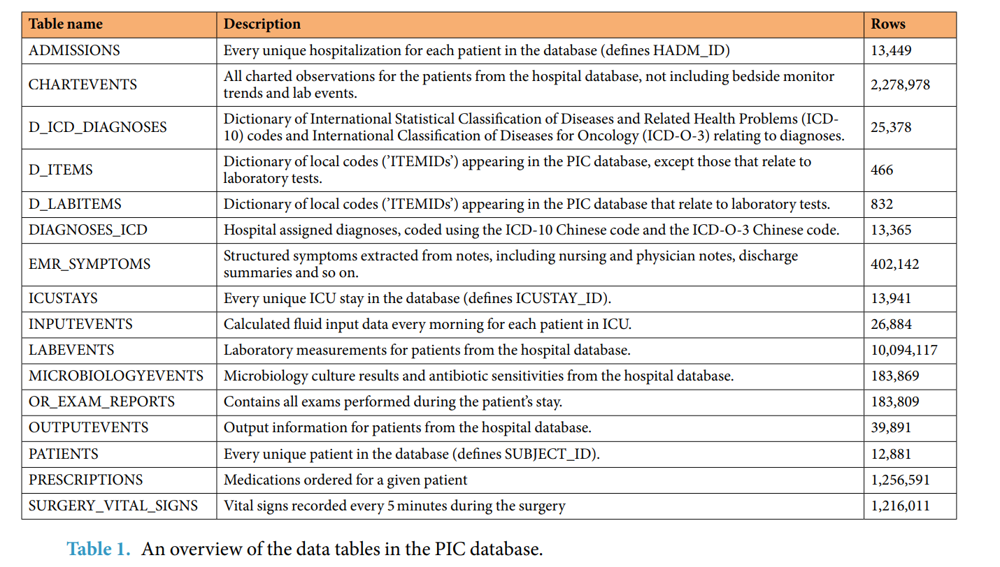 Table name Description Rows
ADMISSIONS Every unique hospitalization for each patient in the database (defines HADM_ID) 13,449
CHARTEVENTS All charted observations for the patients from the hospital database, not including bedside monitor
trends and lab events. 2,278,978
D_ICD_DIAGNOSES Dictionary of International Statistical Classification of Diseases and Related Health Problems (ICD-
10) codes and International Classification of Diseases for Oncology (ICD-O-3) relating to diagnoses. 25,378
D_ITEMS Dictionary of local codes (’ITEMIDs’) appearing in the PIC database, except those that relate to
laboratory tests. 466
D_LABITEMS Dictionary of local codes (’ITEMIDs’) appearing in the PIC database that relate to laboratory tests. 832
DIAGNOSES_ICD Hospital assigned diagnoses, coded using the ICD-10 Chinese code and the ICD-O-3 Chinese code. 13,365
EMR_SYMPTOMS Structured symptoms extracted from notes, including nursing and physician notes, discharge
summaries and so on. 402,142
ICUSTAYS Every unique ICU stay in the database (defines ICUSTAY_ID). 13,941
INPUTEVENTS Calculated fluid input data every morning for each patient in ICU. 26,884
LABEVENTS Laboratory measurements for patients from the hospital database. 10,094,117
MICROBIOLOGYEVENTS Microbiology culture results and antibiotic sensitivities from the hospital database. 183,869
OR_EXAM_REPORTS Contains all exams performed during the patient’s stay. 183,809
OUTPUTEVENTS Output information for patients from the hospital database. 39,891
PATIENTS Every unique patient in the database (defines SUBJECT_ID). 12,881
PRESCRIPTIONS Medications ordered for a given patient 1,256,591
SURGERY_VITAL_SIGNS Vital signs recorded every 5 minutes during the surgery 1,216,011
Table 1. An overview of the data tables in the PIC database.